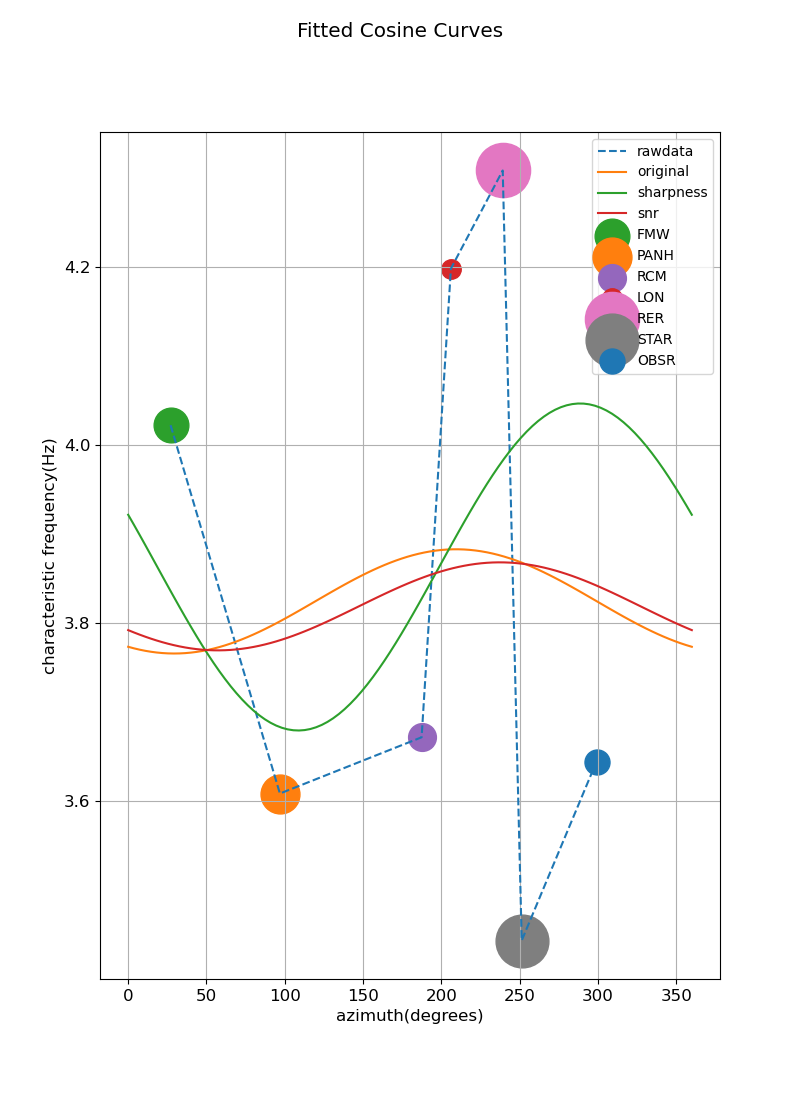 Fitted Cosine Curves
rawdata
original
sharpness
snr
FMW
PANH
RCM
LON
RER
STAR
OBSR
4.2
4.0
3.8
3.6
characteristic frequency(Hz)
0 50 100 150 200 250 300 350
azimuth(degrees)